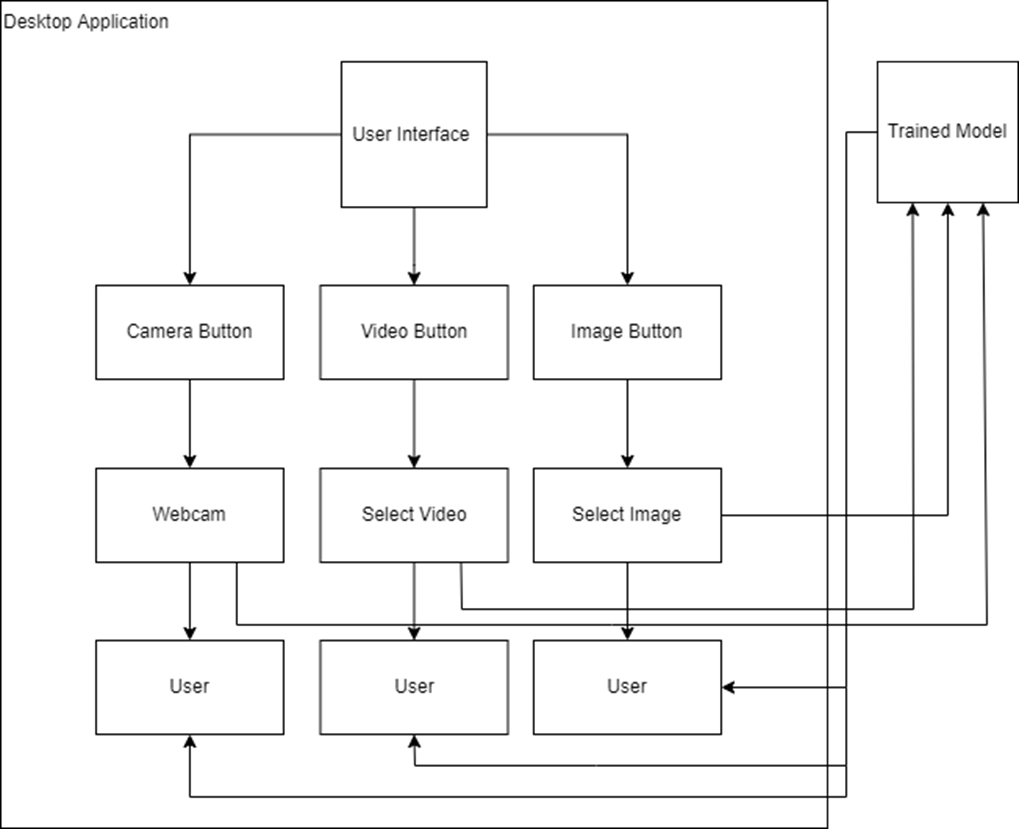 Desktop Application
User Interface
Trained Model
Camera Button
Video Button
Image Button
Webcam
Select Video
Select Image
User
User
User